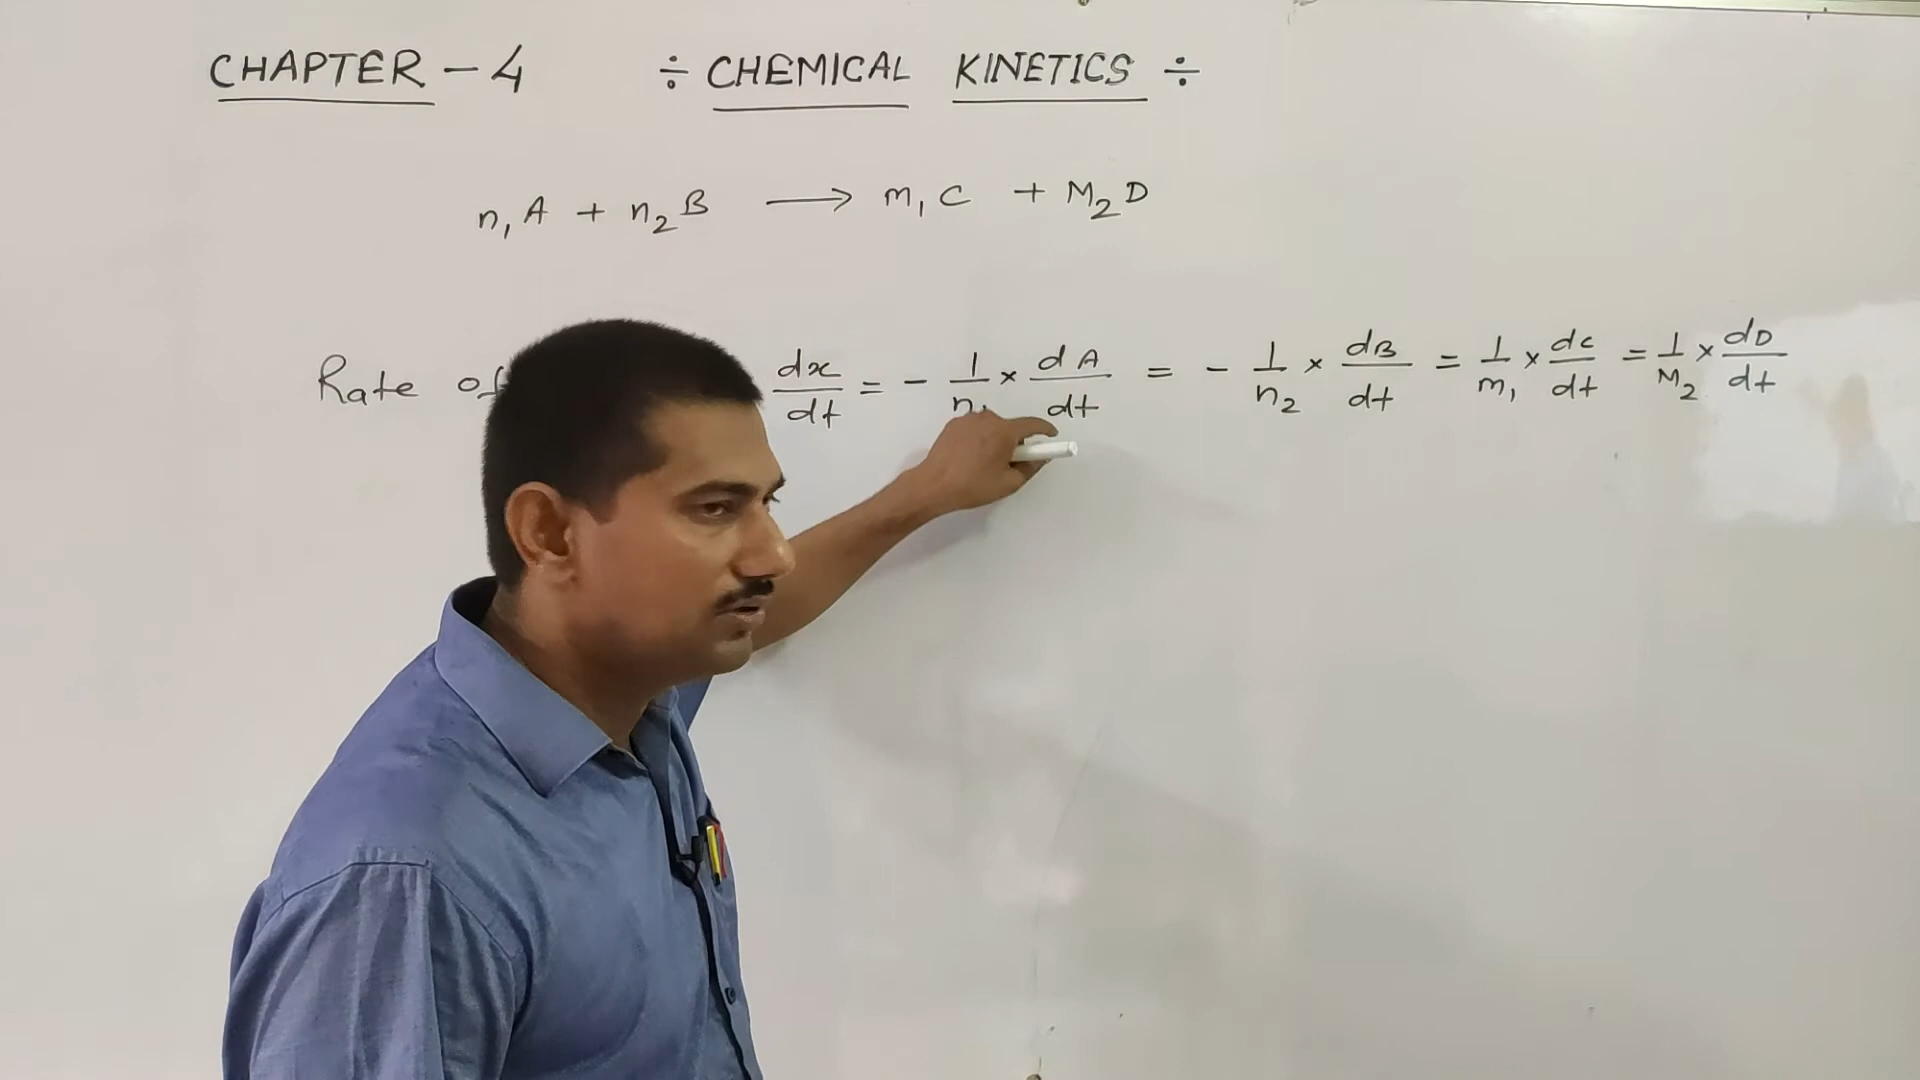 CHAPTER - 4 ÷ CHEMICAL KINETICS ÷
n₁A + n₂B ⟶ m₁C + M₂D
Rate of dx/dt = - 1/n₁ × dA/dt = - 1/n₂ × dB/dt = 1/m₁ × dc/dt = 1/M₂ × dD/dt